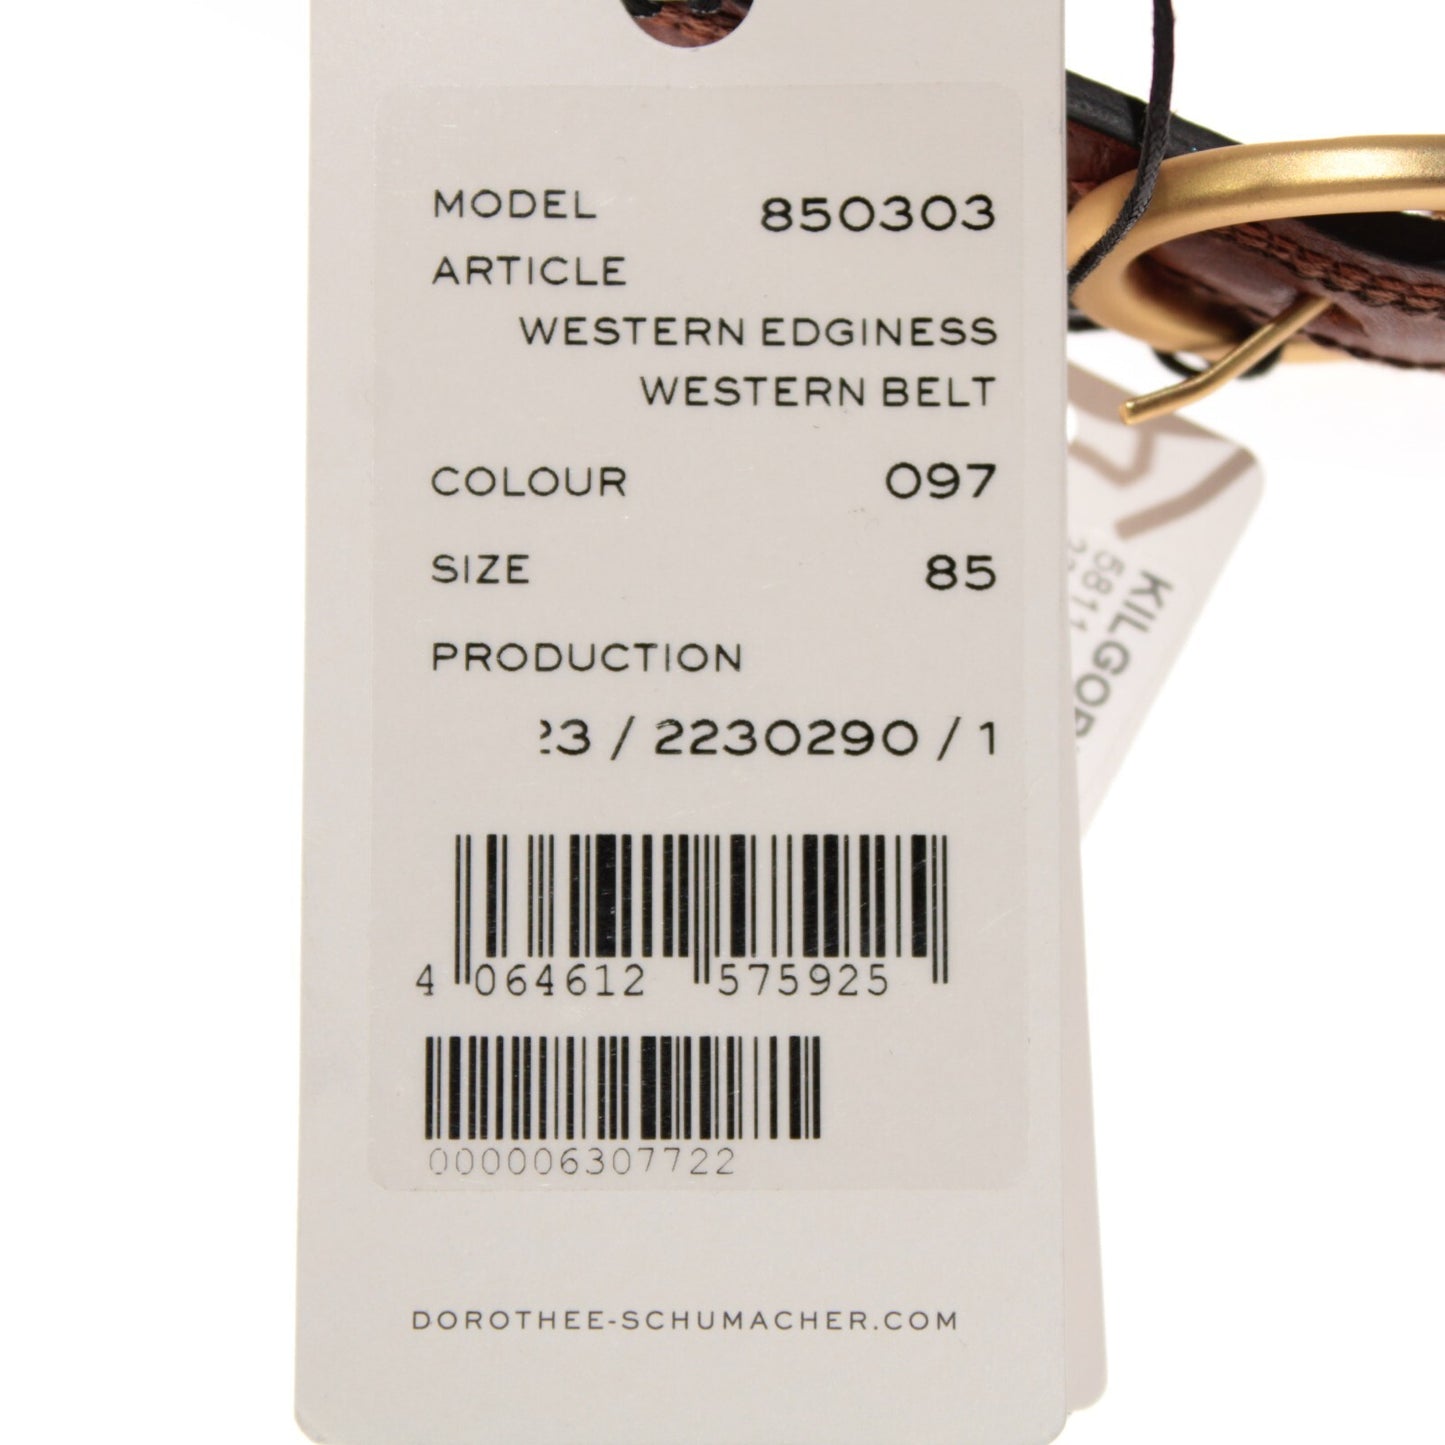 MODEL 850303
ARTICLE
WESTERN EDGINESS
WESTERN BELT
COLOUR 097
SIZE 85
PRODUCTION
23 / 2230290 / 1
4 064612 575925
000006307722
DOROTHEE-SCHUMACHER.COM
5811